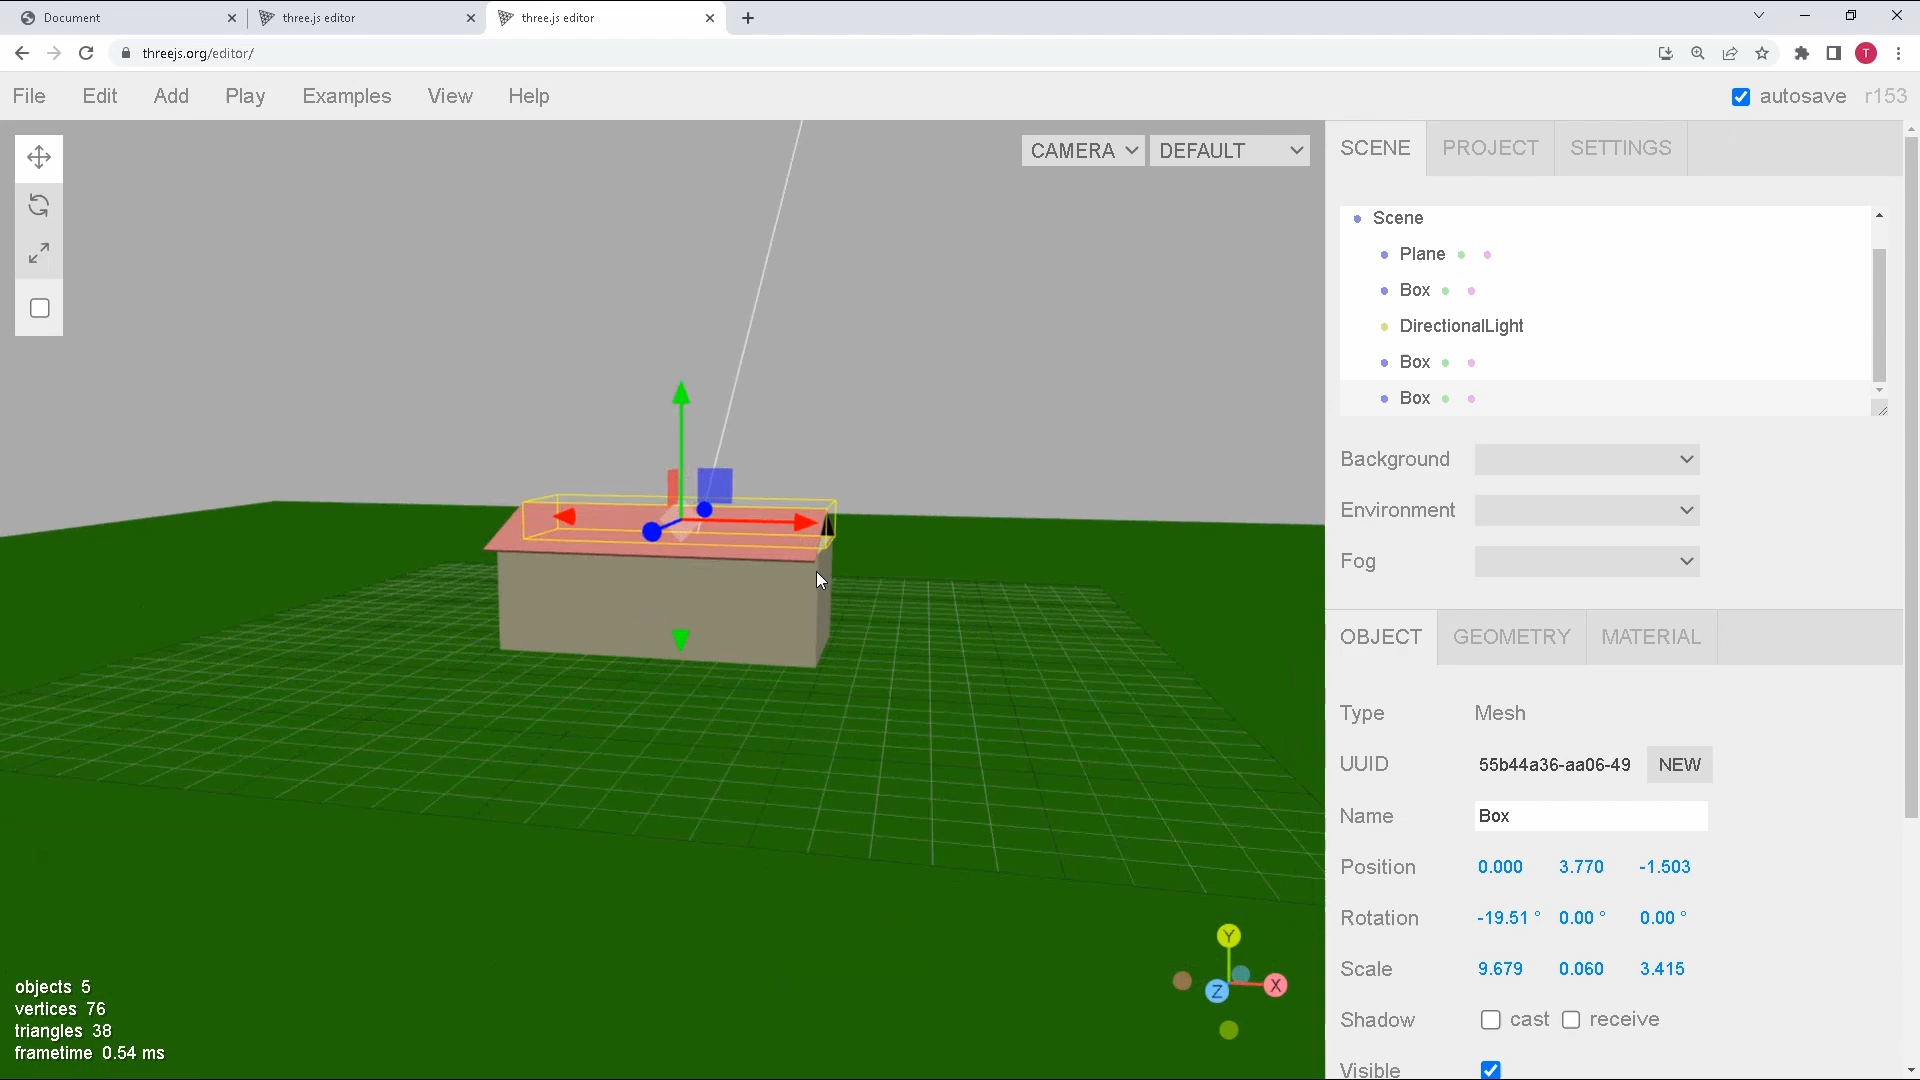 Document
three.js editor
three.js editor
threejs.org/editor/
T
File Edit Add Play Examples View Help
autosave r153
CAMERA DEFAULT
SCENE PROJECT SETTINGS
Scene
Plane
Box
DirectionalLight
Box
Box
Background
Environment
Fog
OBJECT GEOMETRY MATERIAL
Type Mesh
UUID 55b44a36-aa06-49 NEW
Name Box
Position 0.000 3.770 -1.503
Rotation -19.51 ° 0.00 ° 0.00 °
Scale 9.679 0.060 3.415
Shadow cast receive
Visible
Y
X
Z
objects 5
vertices 76
triangles 38
frametime 0.54 ms